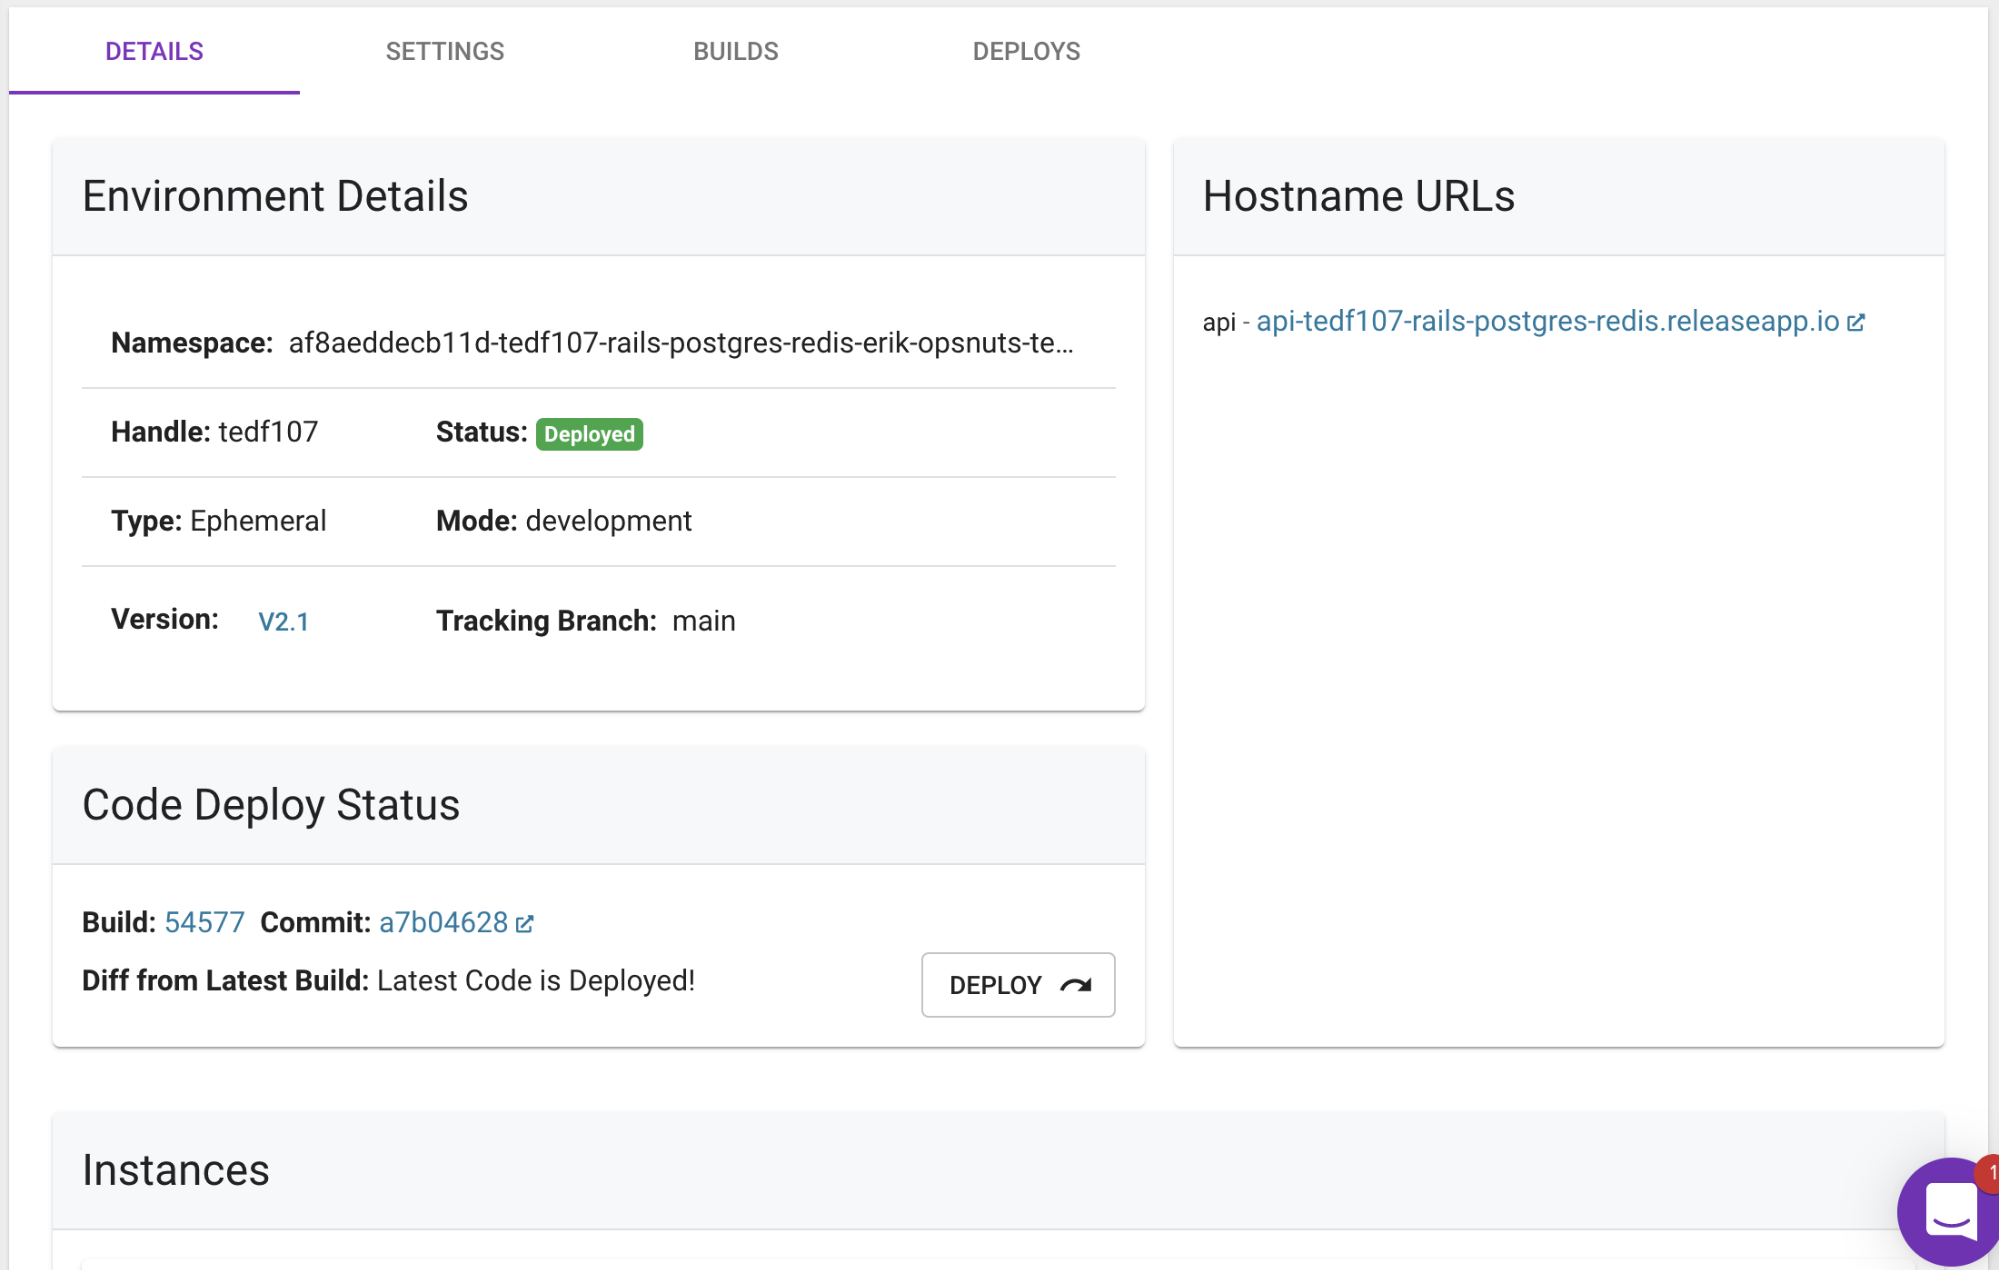 DETAILS SETTINGS BUILDS DEPLOYS
Environment Details
Namespace: af8aeddecb11d-tedf107-rails-postgres-redis-erik-opsnuts-te...
Handle: tedf107 Status: Deployed
Type: Ephemeral Mode: development
Version: V2.1 Tracking Branch: main
Hostname URLs
api - api-tedf107-rails-postgres-redis.releaseapp.io
Code Deploy Status
Build: 54577 Commit: a7b04628
Diff from Latest Build: Latest Code is Deployed!
DEPLOY
Instances
1